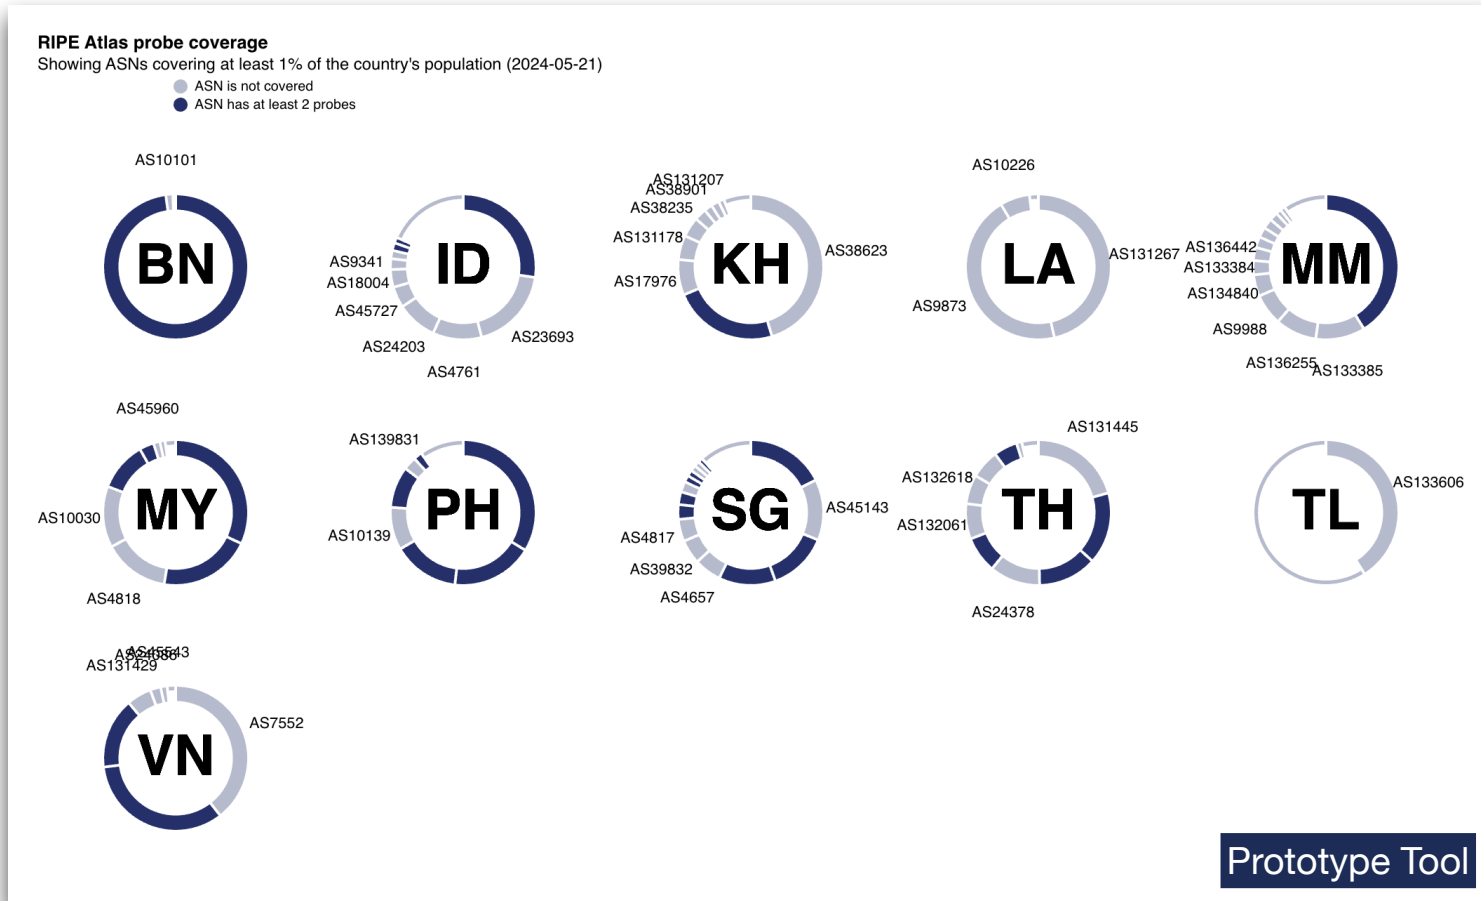 RIPE Atlas probe coverage
Showing ASNs covering at least 1% of the country's population (2024-05-21)
ASN is not covered
ASN has at least 2 probes
AS10101
BN
ID
AS9341
AS18004
AS45727
AS24203
AS4761
AS23693
KH
AS131207
AS38901
AS38235
AS131178
AS17976
AS38623
LA
AS10226
AS9873
AS131267
MM
AS136442
AS133384
AS134840
AS9988
AS136255
AS133385
MY
AS45960
AS10030
AS4818
PH
AS139831
AS10139
SG
AS45143
AS4817
AS39832
AS4657
TH
AS131445
AS132618
AS132061
AS24378
TL
AS133606
VN
AS45543
AS24086
AS131429
AS7552
Prototype Tool